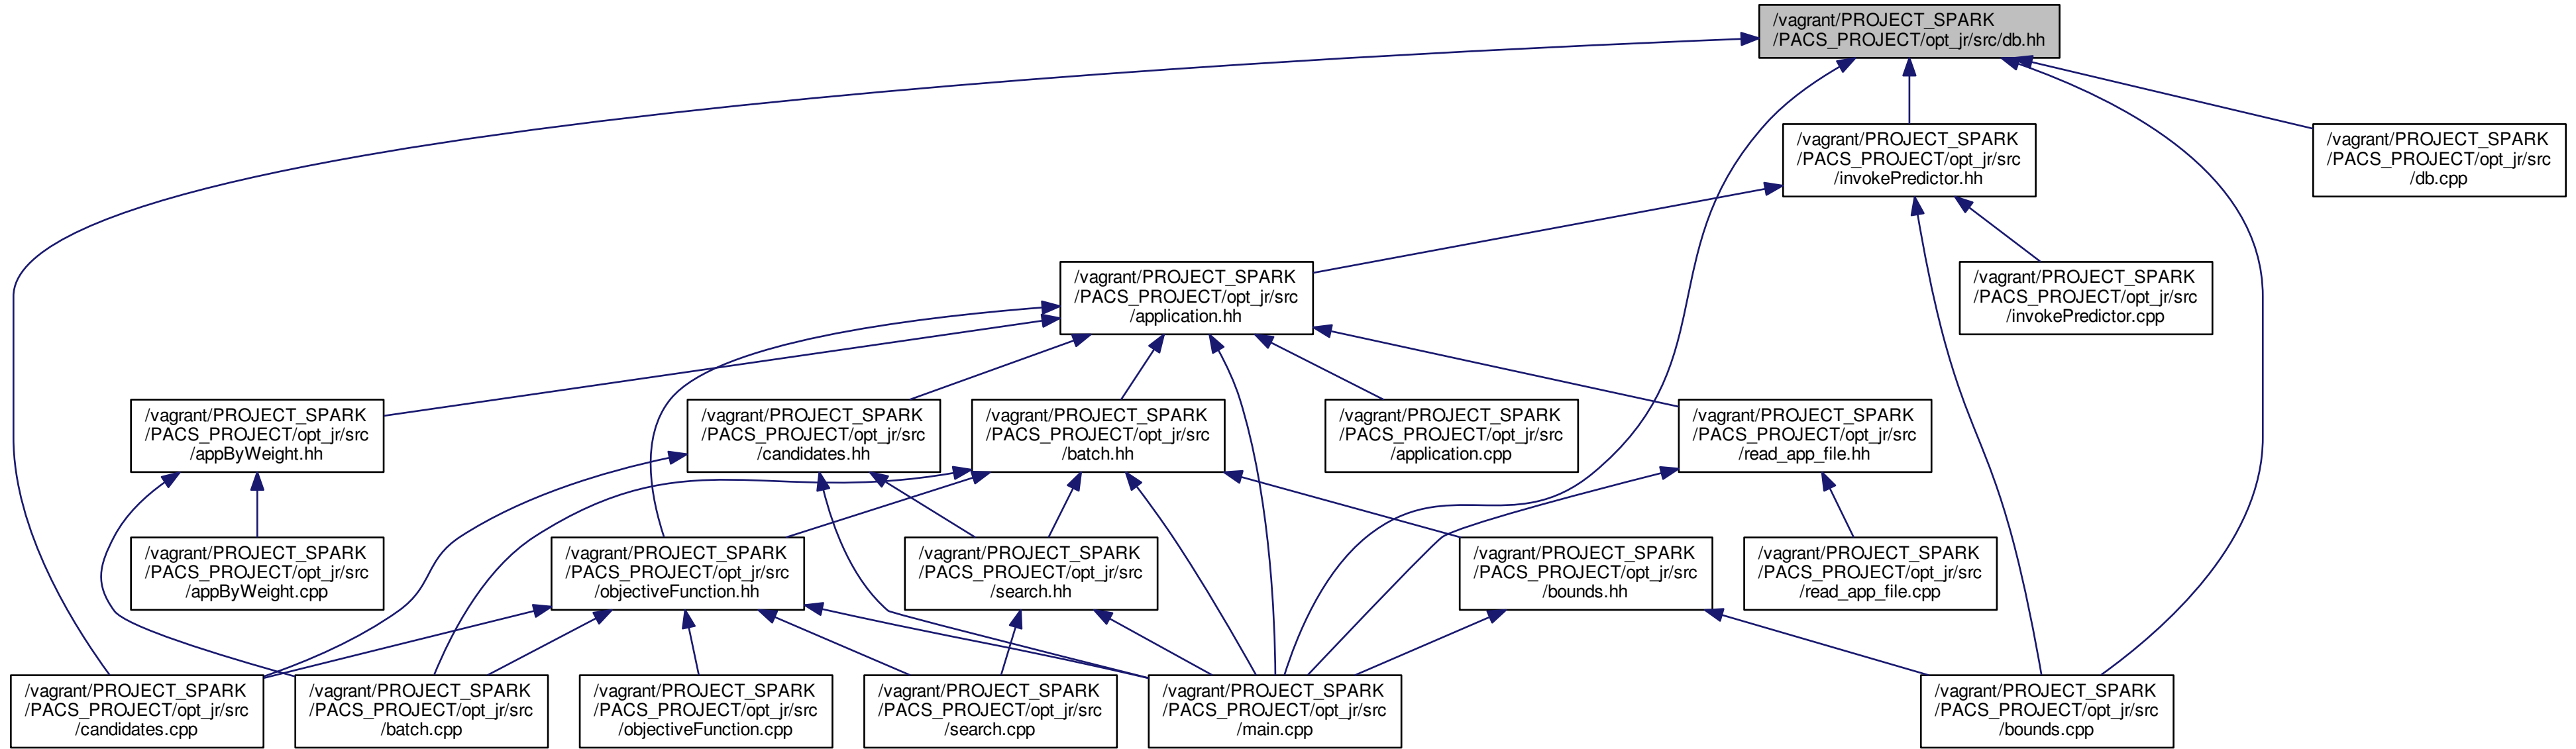 /vagrant/PROJECT_SPARK
/PACS_PROJECT/opt_jr/src/db.hh
/vagrant/PROJECT_SPARK
/PACS_PROJECT/opt_jr/src
/invokePredictor.hh
/vagrant/PROJECT_SPARK
/PACS_PROJECT/opt_jr/src
/db.cpp
/vagrant/PROJECT_SPARK
/PACS_PROJECT/opt_jr/src
/application.hh
/vagrant/PROJECT_SPARK
/PACS_PROJECT/opt_jr/src
/invokePredictor.cpp
/vagrant/PROJECT_SPARK
/PACS_PROJECT/opt_jr/src
/appByWeight.hh
/vagrant/PROJECT_SPARK
/PACS_PROJECT/opt_jr/src
/candidates.hh
/vagrant/PROJECT_SPARK
/PACS_PROJECT/opt_jr/src
/batch.hh
/vagrant/PROJECT_SPARK
/PACS_PROJECT/opt_jr/src
/application.cpp
/vagrant/PROJECT_SPARK
/PACS_PROJECT/opt_jr/src
/read_app_file.hh
/vagrant/PROJECT_SPARK
/PACS_PROJECT/opt_jr/src
/appByWeight.cpp
/vagrant/PROJECT_SPARK
/PACS_PROJECT/opt_jr/src
/objectiveFunction.hh
/vagrant/PROJECT_SPARK
/PACS_PROJECT/opt_jr/src
/search.hh
/vagrant/PROJECT_SPARK
/PACS_PROJECT/opt_jr/src
/bounds.hh
/vagrant/PROJECT_SPARK
/PACS_PROJECT/opt_jr/src
/read_app_file.cpp
/vagrant/PROJECT_SPARK
/PACS_PROJECT/opt_jr/src
/candidates.cpp
/vagrant/PROJECT_SPARK
/PACS_PROJECT/opt_jr/src
/batch.cpp
/vagrant/PROJECT_SPARK
/PACS_PROJECT/opt_jr/src
/objectiveFunction.cpp
/vagrant/PROJECT_SPARK
/PACS_PROJECT/opt_jr/src
/search.cpp
/vagrant/PROJECT_SPARK
/PACS_PROJECT/opt_jr/src
/main.cpp
/vagrant/PROJECT_SPARK
/PACS_PROJECT/opt_jr/src
/bounds.cpp